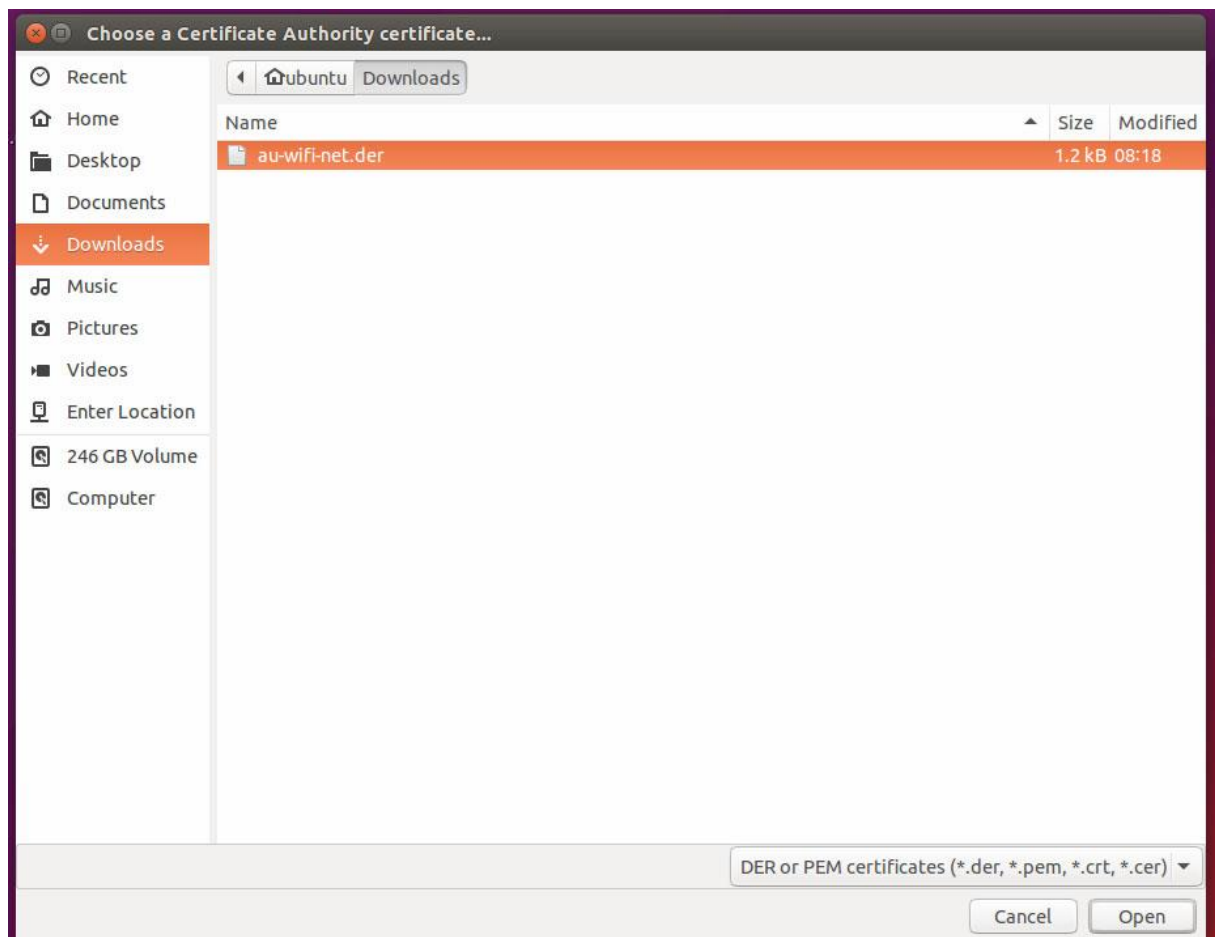 Choose a Certificate Authority certificate...
Recent
Home
Desktop
Documents
Downloads
Music
Pictures
Videos
Enter Location
246 GB Volume
Computer
ubuntu Downloads
Name Size Modified
au-wifi-net.der 1.2 kB 08:18
DER or PEM certificates (*.der, *.pem, *.crt, *.cer)
Cancel Open